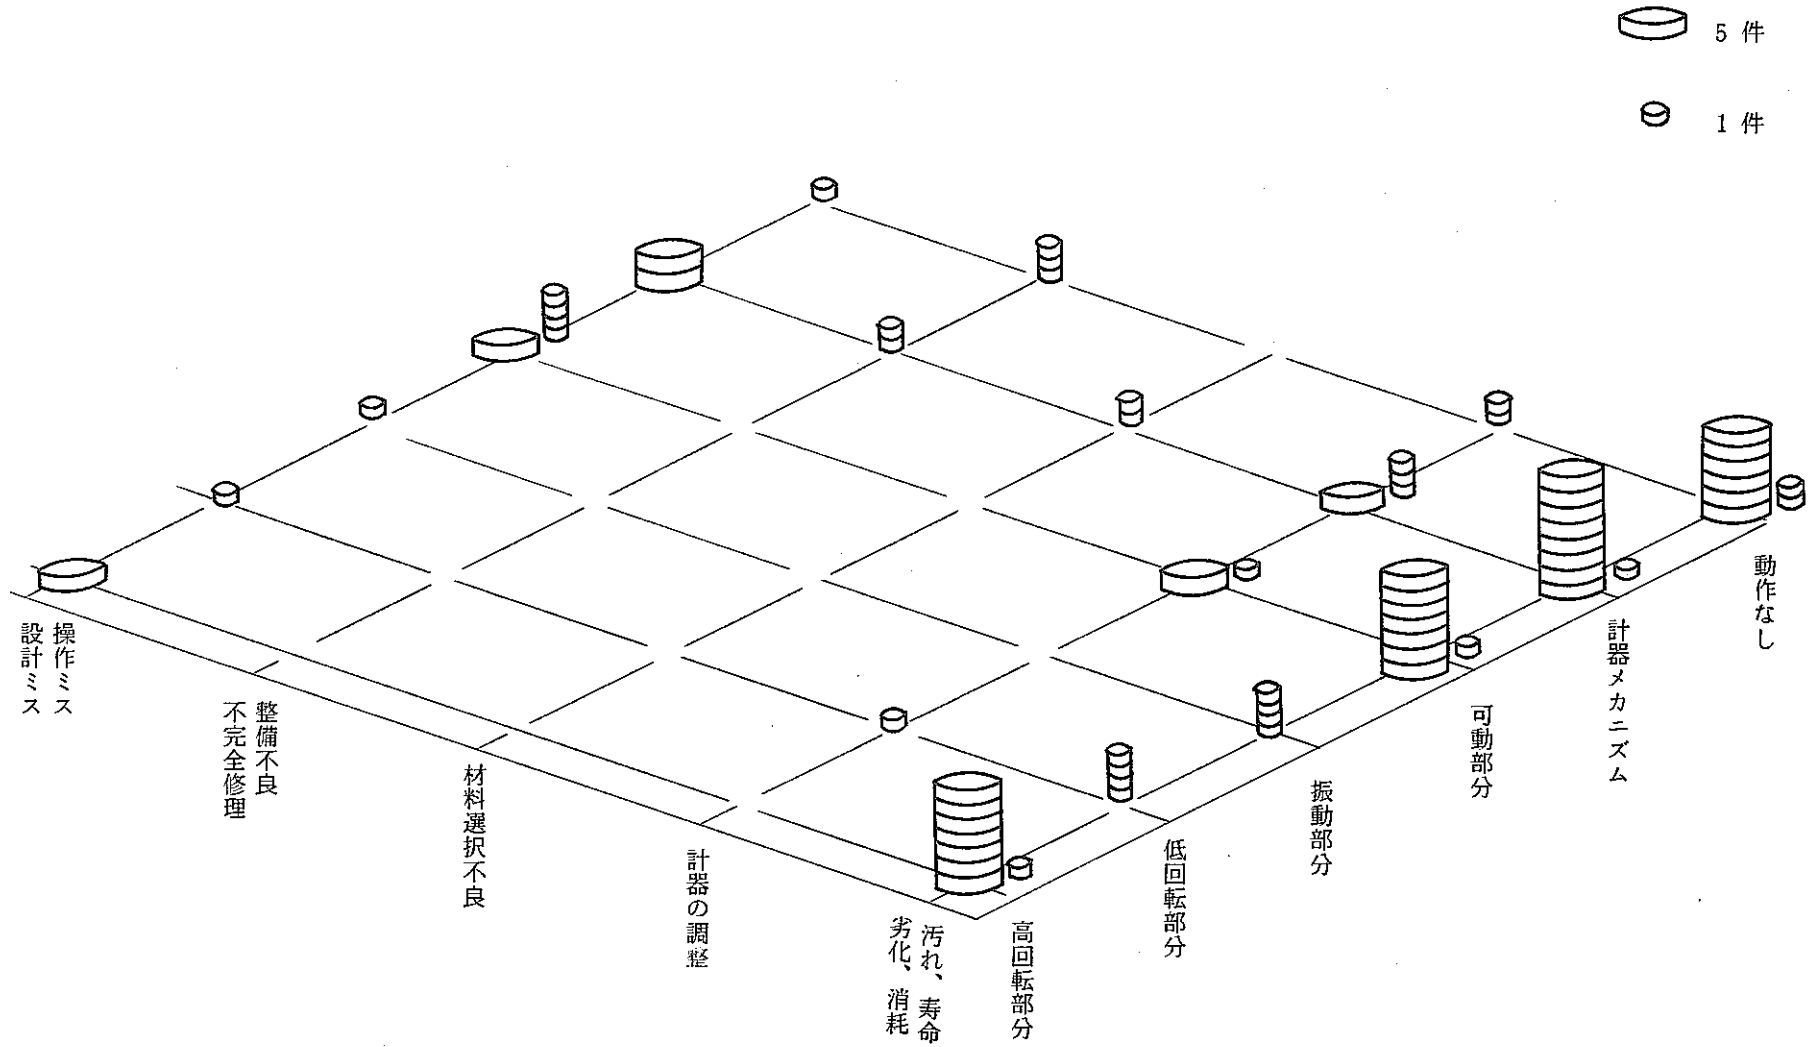 5 件
1 件
操作ミス
設計ミス
整備不良
不完全修理
材料選択不良
計器の調整
汚れ、寿命
劣化、消耗
高回転部分
低回転部分
振動部分
可動部分
計器メカニズム
動作なし